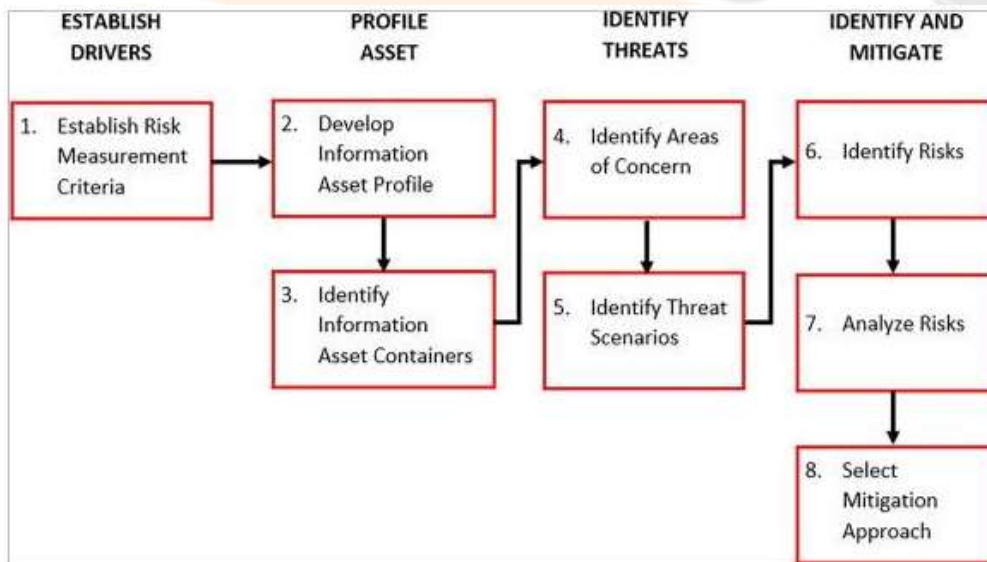 ESTABLISH
DRIVERS
PROFILE
ASSET
IDENTIFY
THREATS
IDENTIFY AND
MITIGATE
1. Establish Risk
Measurement
Criteria
2. Develop
Information
Asset Profile
3. Identify
Information
Asset Containers
4. Identify Areas
of Concern
5. Identify Threat
Scenarios
6. Identify Risks
7. Analyze Risks
8. Select
Mitigation
Approach